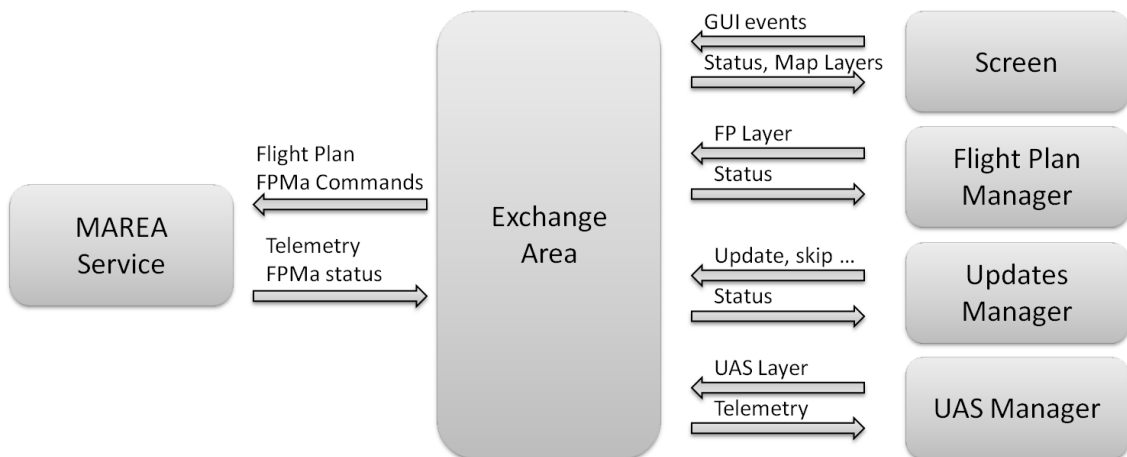 GUI events
Status, Map Layers
Screen
FP Layer
Status
Flight Plan
Manager
Flight Plan
FPMa Commands
MAREA
Service
Telemetry
FPMa status
Exchange
Area
Update, skip ...
Status
Updates
Manager
UAS Layer
Telemetry
UAS Manager